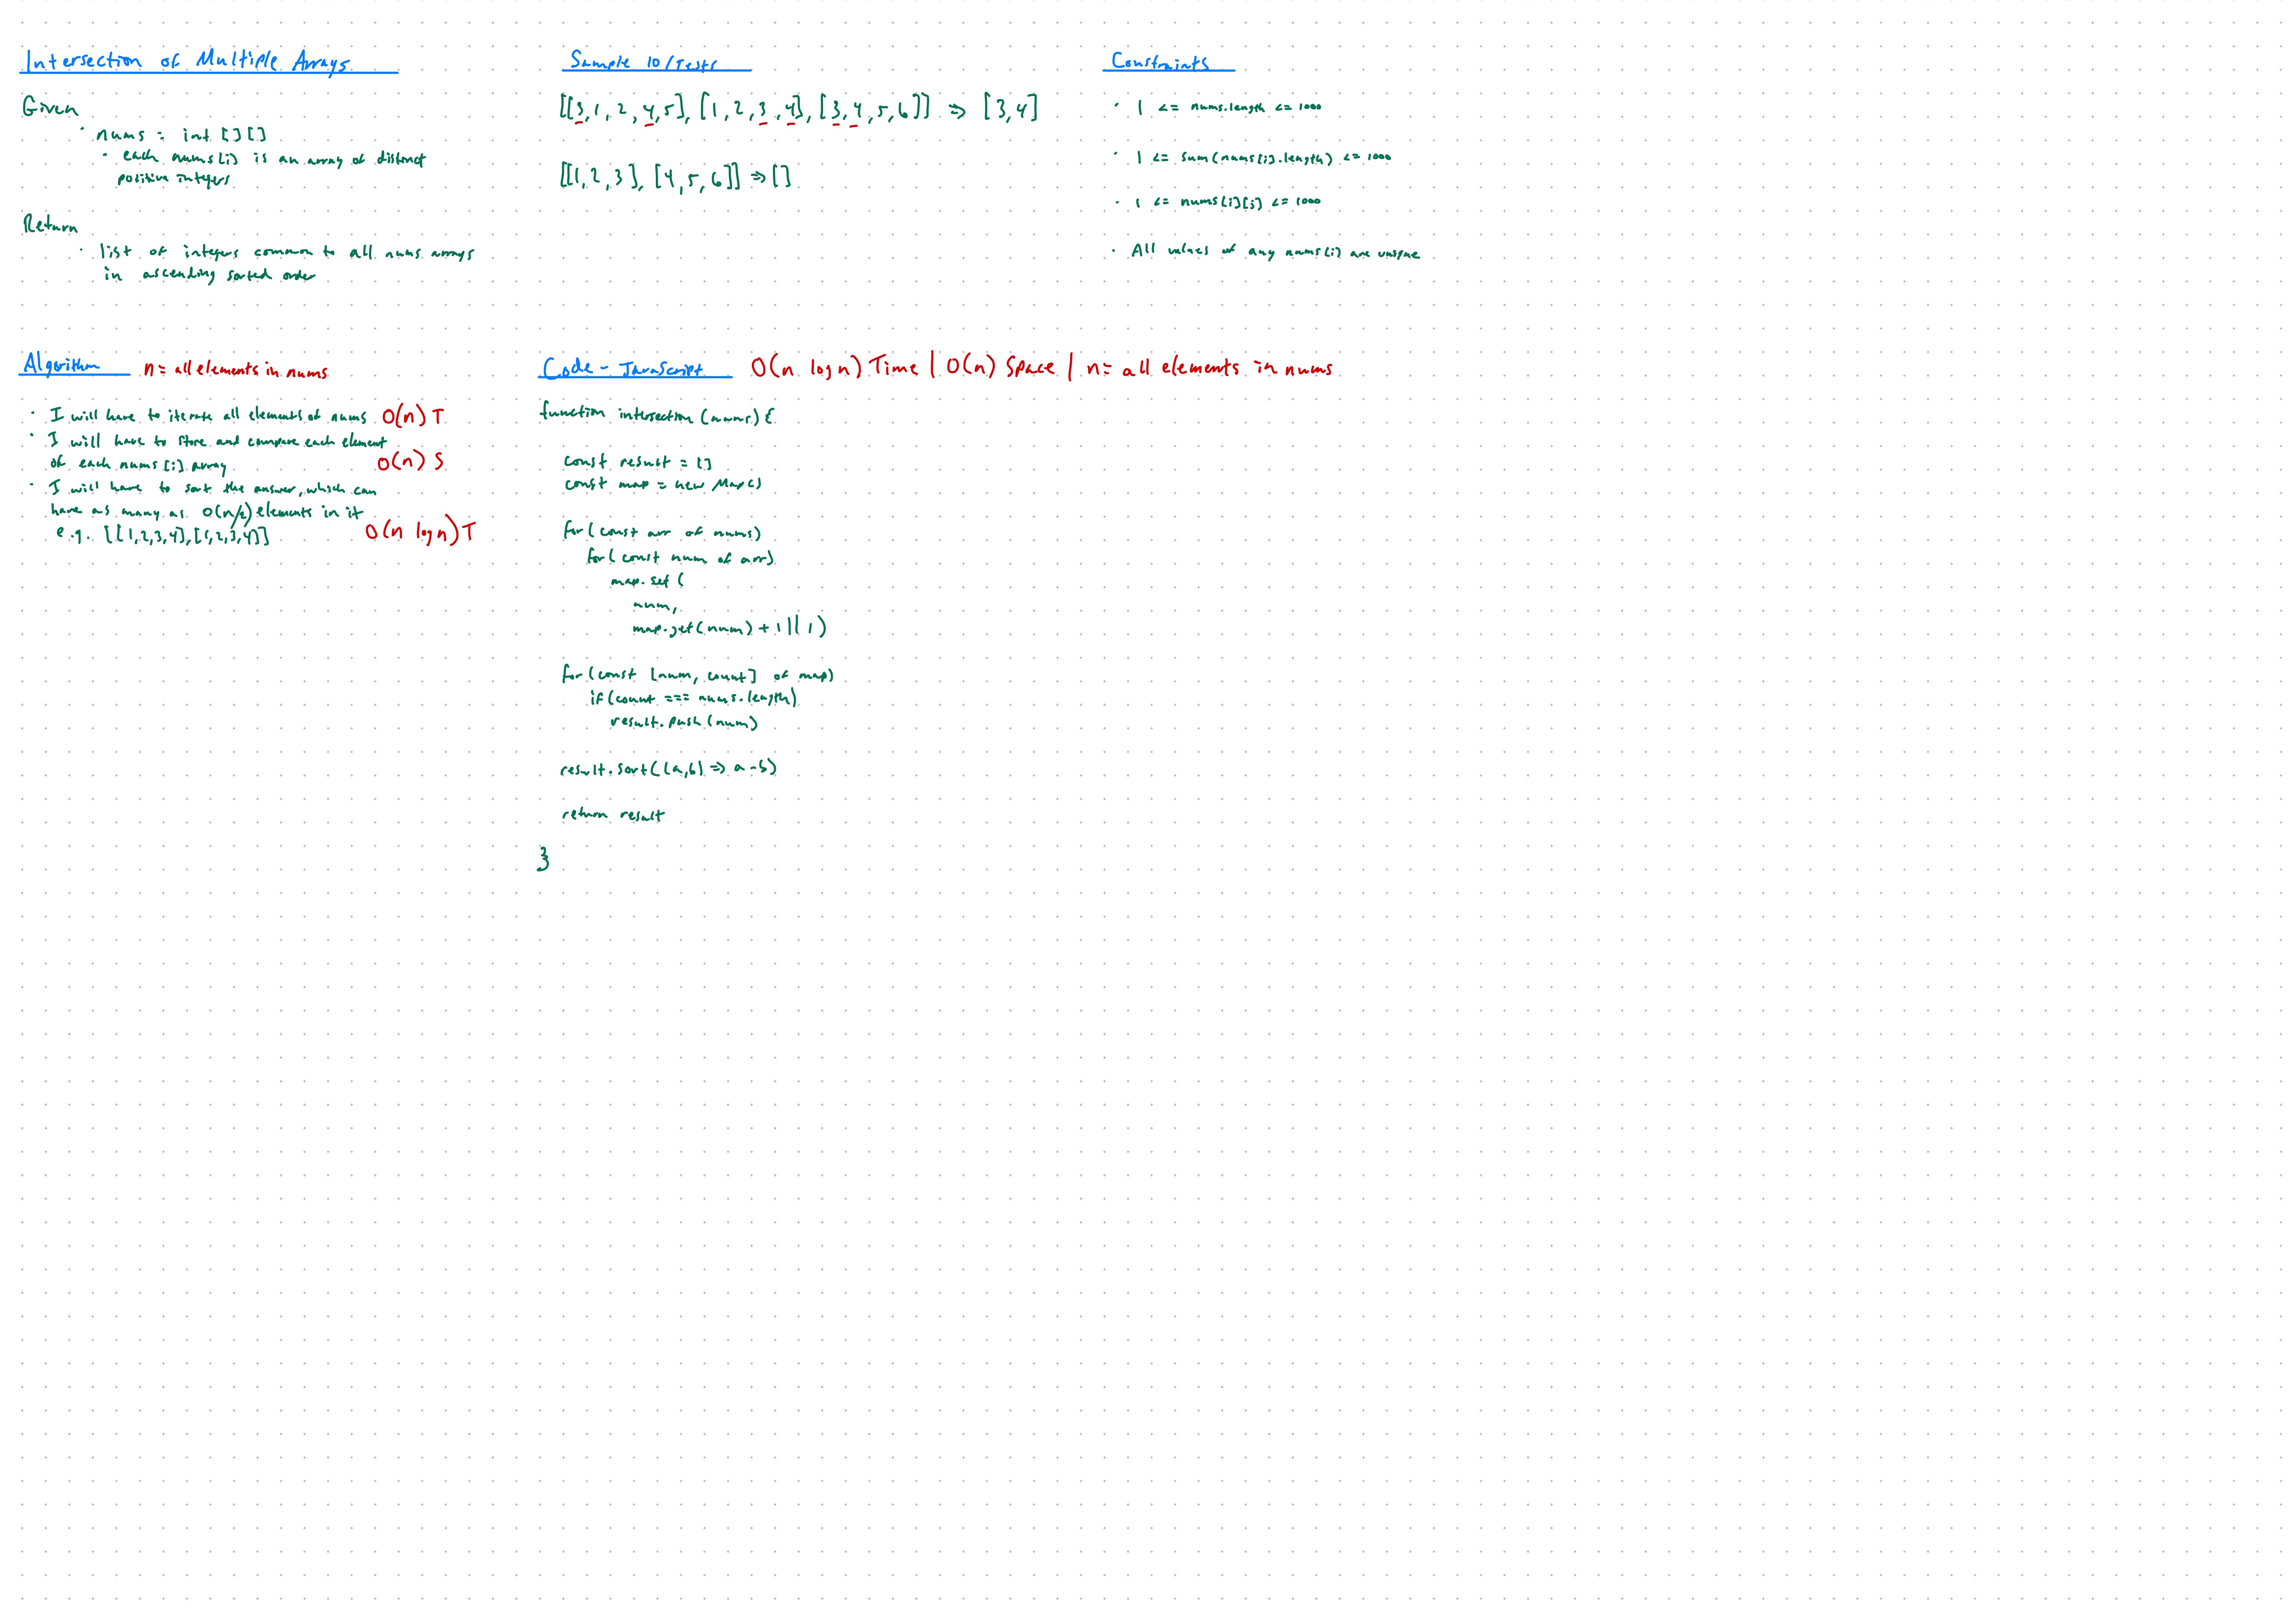 Intersection of Multiple Arrays
Given
· nums = int [][]
· each nums[i] is an array of distinct
positive integers
Return
· list of integers common to all nums arrays
in ascending sorted order
Sample IO/Tests
[[3,1,2,4,5],[1,2,3,4],[3,4,5,6]] => [3,4]
[[1,2,3],[4,5,6]] => []
Constraints
· 1 <= nums.length <= 1000
· 1 <= sum(nums[i].length) <= 1000
· 1 <= nums[i][j] <= 1000
· All values of any nums[i] are unique
Algorithm n = all elements in nums
· I will have to iterate all elements of nums O(n) T
· I will have to store and compare each element
of each nums[i] array O(n) S
· I will have to sort the answer, which can
have as many as O(n/2) elements in it
e.g. [[1,2,3,4],[1,2,3,4]] O(n log n) T
Code - JavaScript O(n log n) Time | O(n) Space | n = all elements in nums
function intersection (nums) {
const result = []
const map = new Map()
for (const arr of nums)
for (const num of arr)
map.set (
num,
map.get(num) + 1 || 1)
for (const [num, count] of map)
if (count === nums.length)
result.push(num)
result.sort((a,b) => a-b)
return result
}